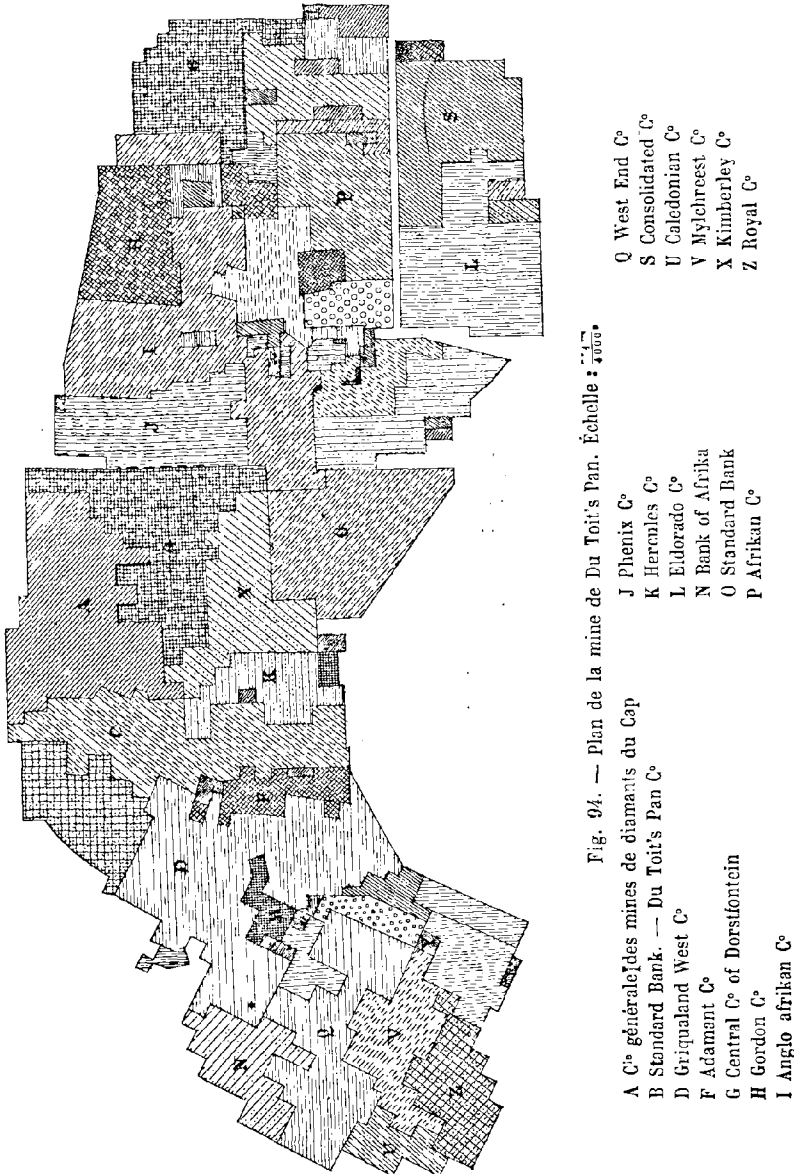 Fig. 94. — Plan de la mine de Du Toit's Pan. Échelle : 1/4000e
A Cie générale des mines de diamants du Cap
B Standard Bank. — Du Toit's Pan Co
D Griqualand West Co
F Adamant Co
G Central Co of Dorstfontein
H Gordon Co
I Anglo afrikan Co
J Phenix Co
K Hercules Co
L Eldorado Co
N Bank of Afrika
O Standard Bank
P Afrikan Co
Q West End Co
S Consolidated Co
U Caledonian Co
V Mylchreest Co
X Kimberley Co
Z Royal Co
A
C
D
F
K
X
J
I
H
P
S
L
Q
V
Z
N